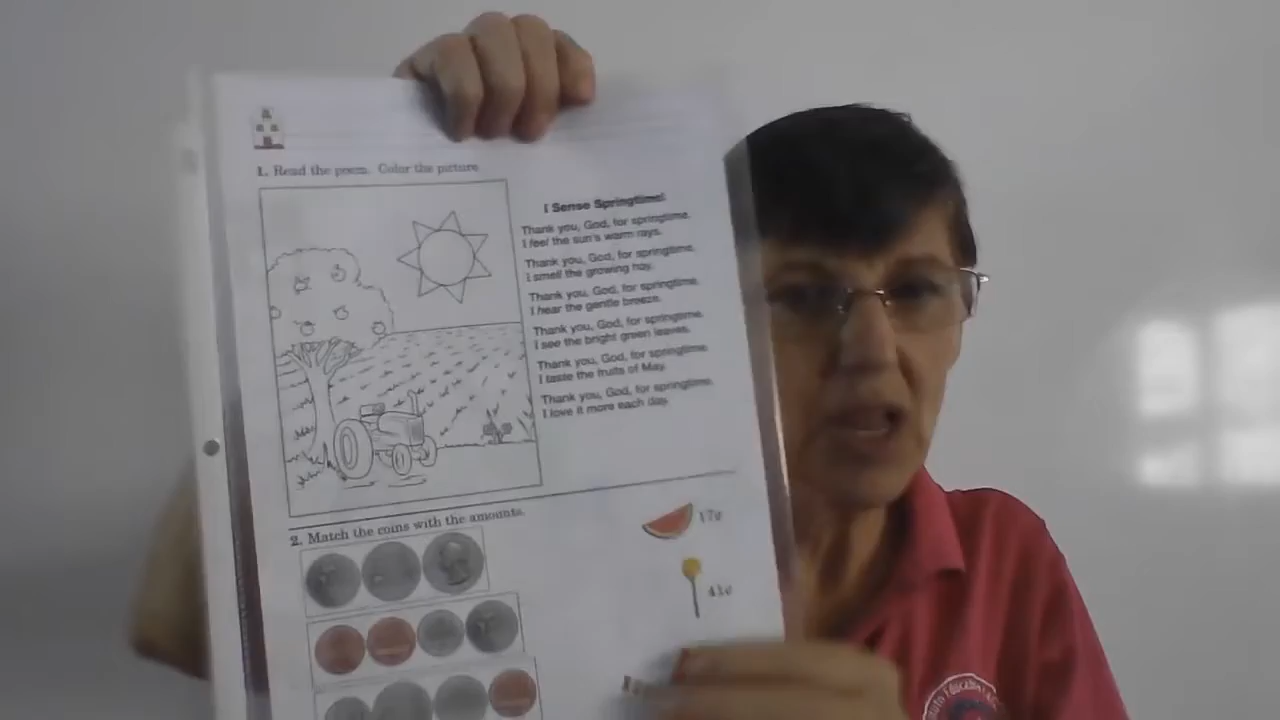 1. Read the poem. Color the picture.
I Sense Springtime!
Thank you, God, for springtime.
I feel the sun's warm rays.
Thank you, God, for springtime.
I smell the growing hay.
Thank you, God, for springtime.
I hear the gentle breeze.
Thank you, God, for springtime.
I see the bright green leaves.
Thank you, God, for springtime.
I taste the fruits of May.
Thank you, God, for springtime.
I love it more each day.
2. Match the coins with the amounts.
17¢